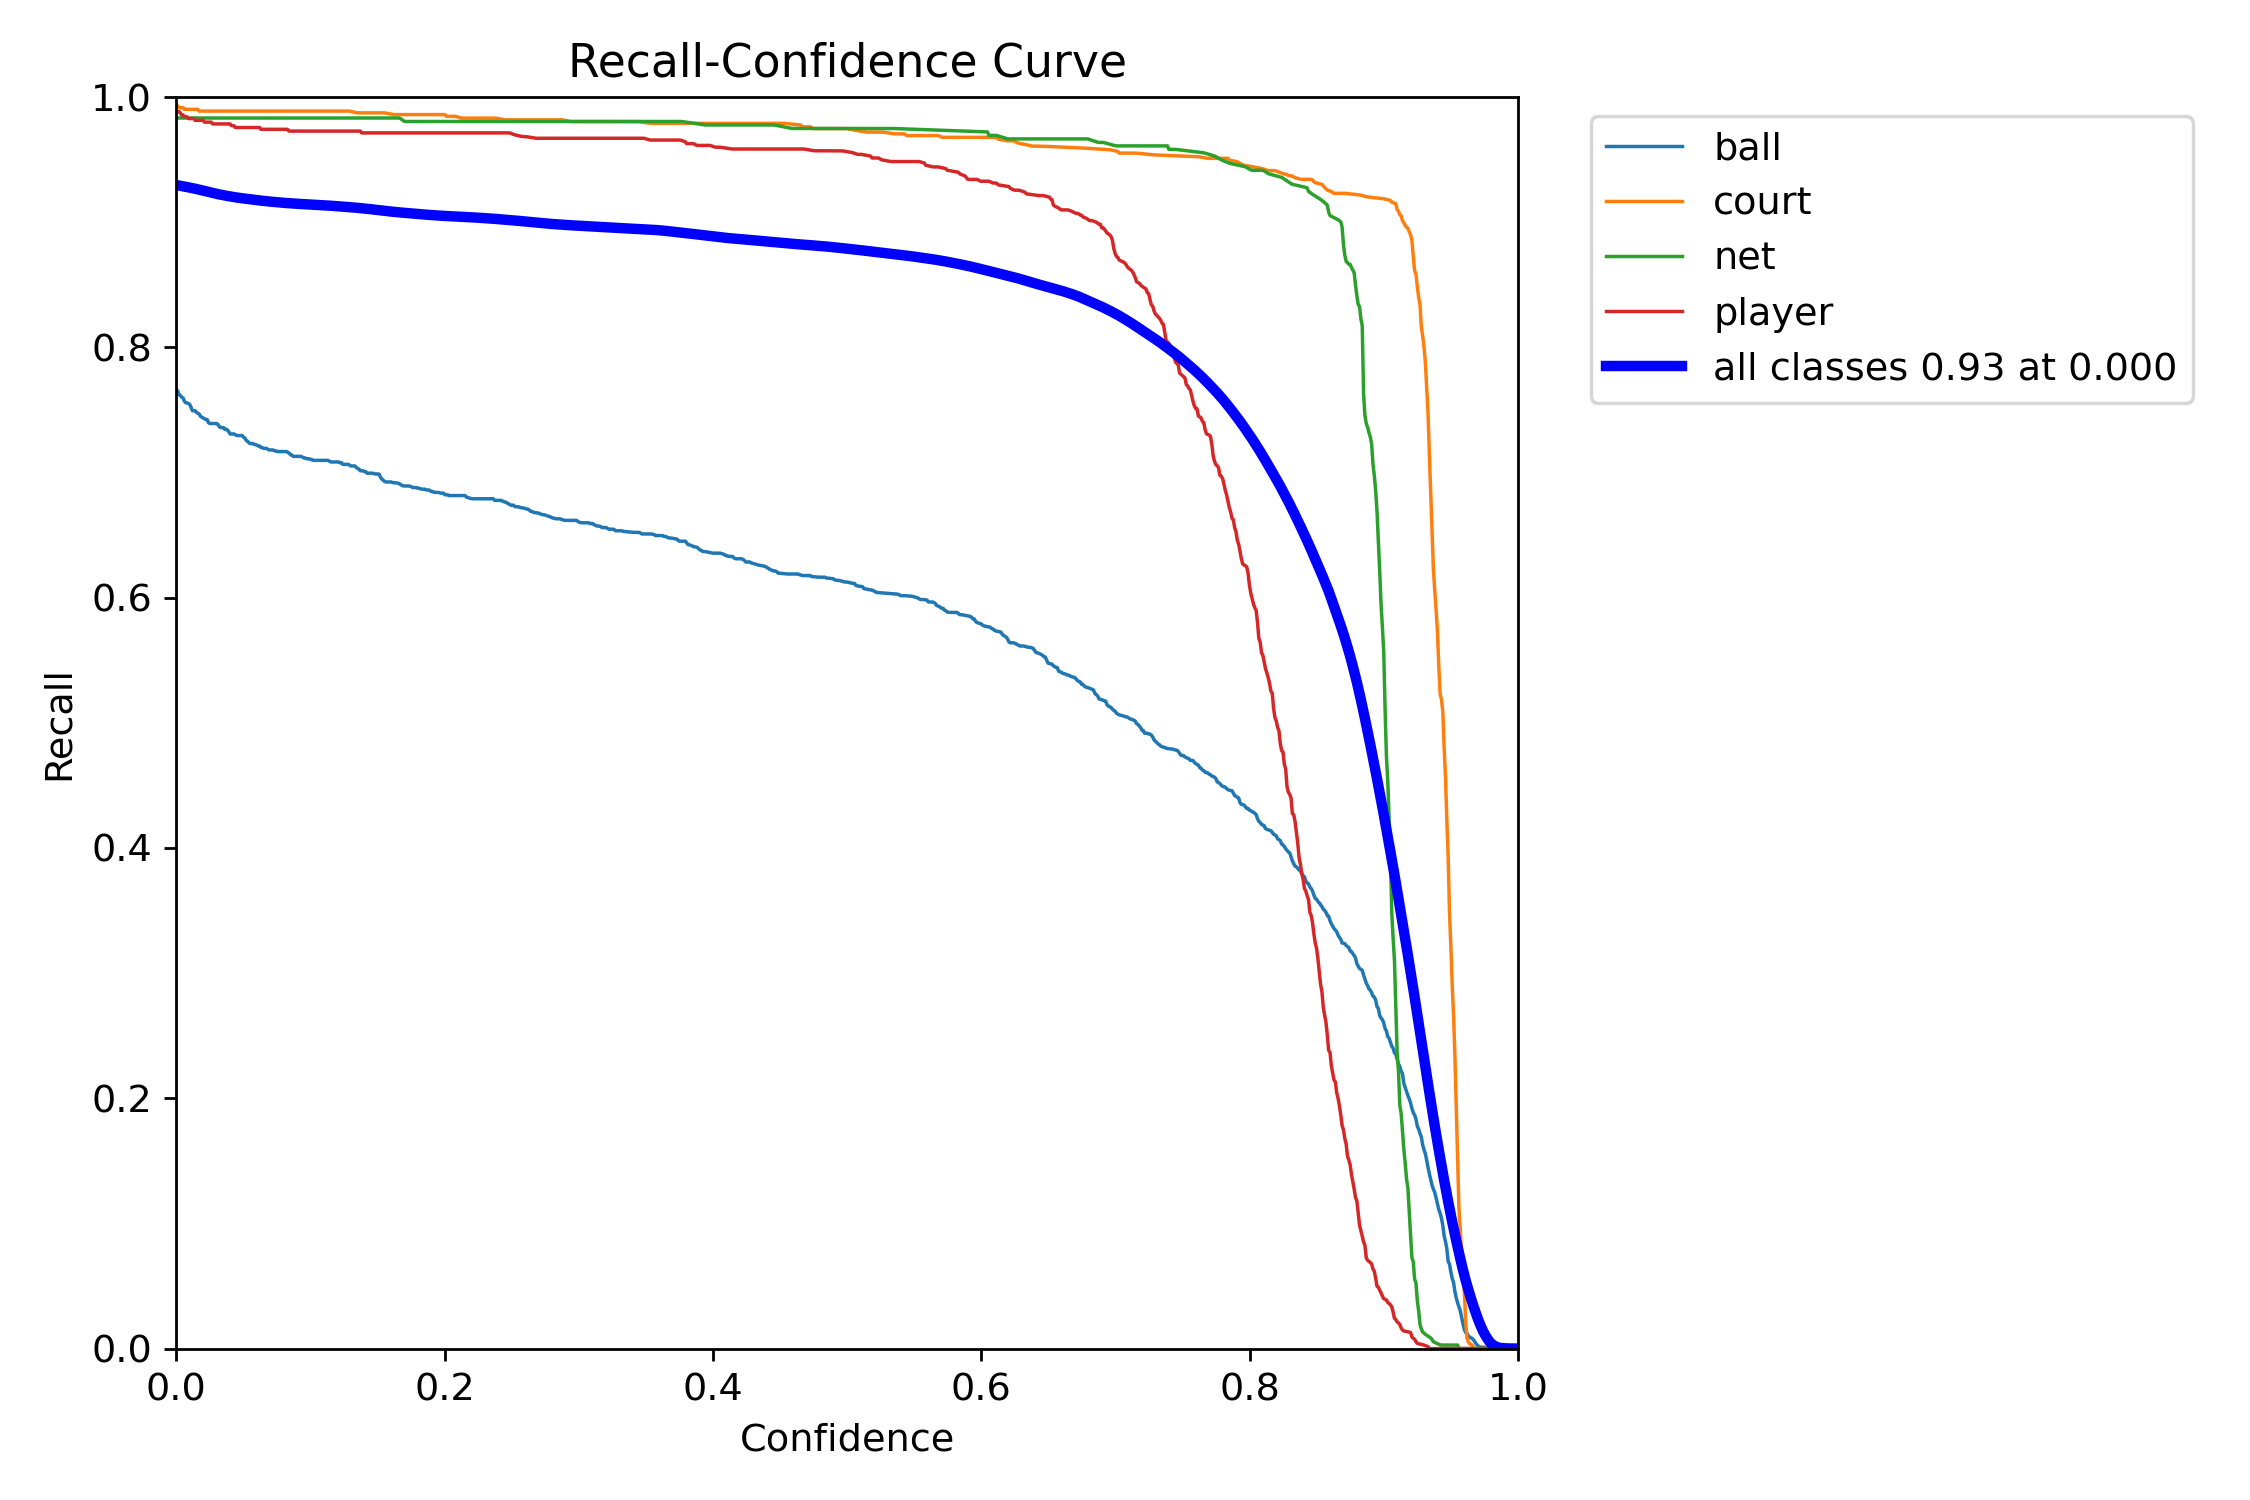 Recall-Confidence Curve
1.0
0.8
0.6
0.4
0.2
0.0
Recall
0.0 0.2 0.4 0.6 0.8 1.0
Confidence
ball
court
net
player
all classes 0.93 at 0.000